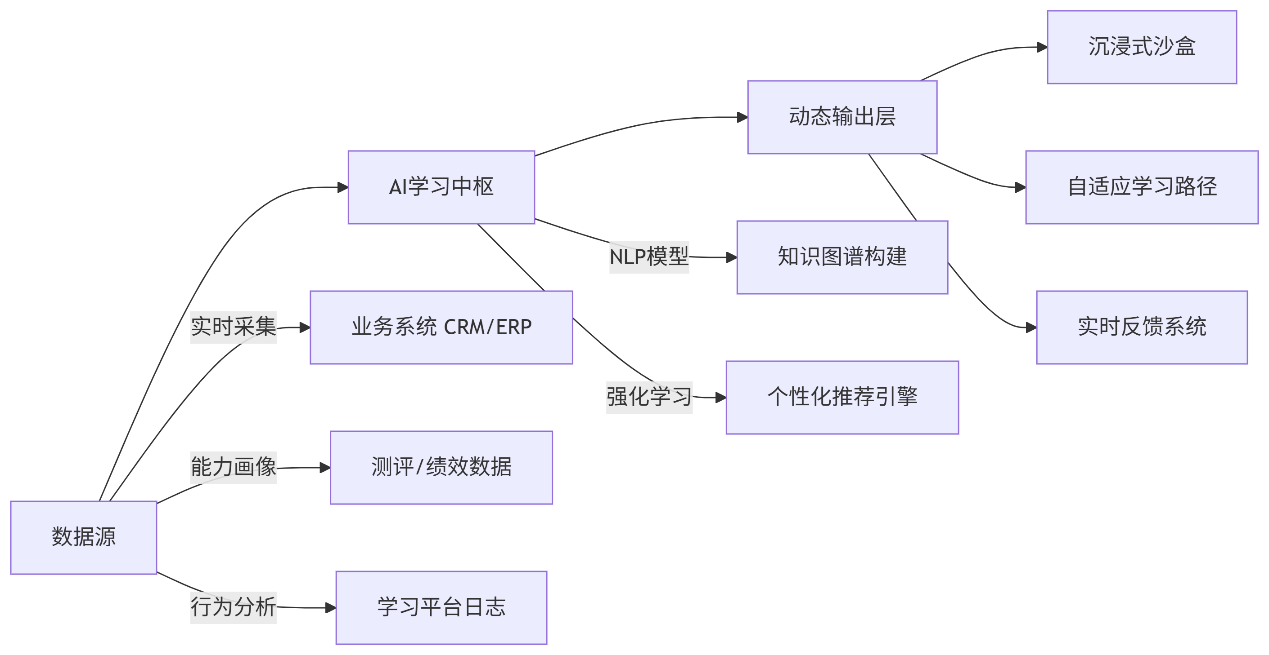 沉浸式沙盒
动态输出层
AI学习中枢
自适应学习路径
NLP模型
知识图谱构建
实时采集
业务系统 CRM/ERP
实时反馈系统
强化学习
个性化推荐引擎
能力画像
测评/绩效数据
数据源
行为分析
学习平台日志